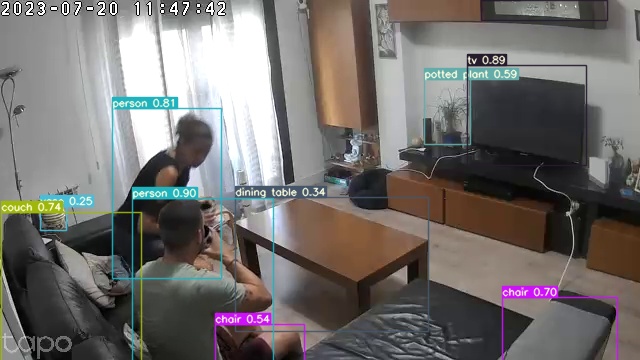 2023-07-20 11:47:42
tv 0.89
potted plant 0.59
person 0.81
person 0.90
dining table 0.34
0.25
couch 0.74
chair 0.70
chair 0.54
tapo